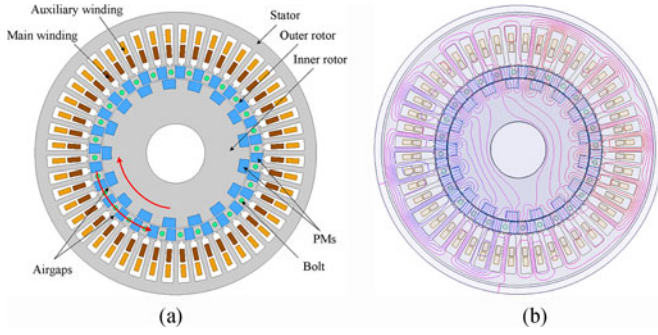 Auxiliary winding
Main winding
Stator
Outer rotor
Inner rotor
PMs
Bolt
Airgaps
(a)
(b)